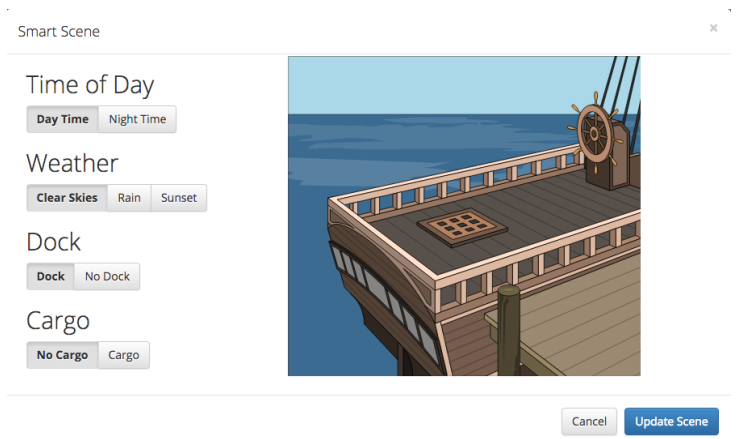 Smart Scene
×
Time of Day
Day Time Night Time
Weather
Clear Skies Rain Sunset
Dock
Dock No Dock
Cargo
No Cargo Cargo
Cancel Update Scene